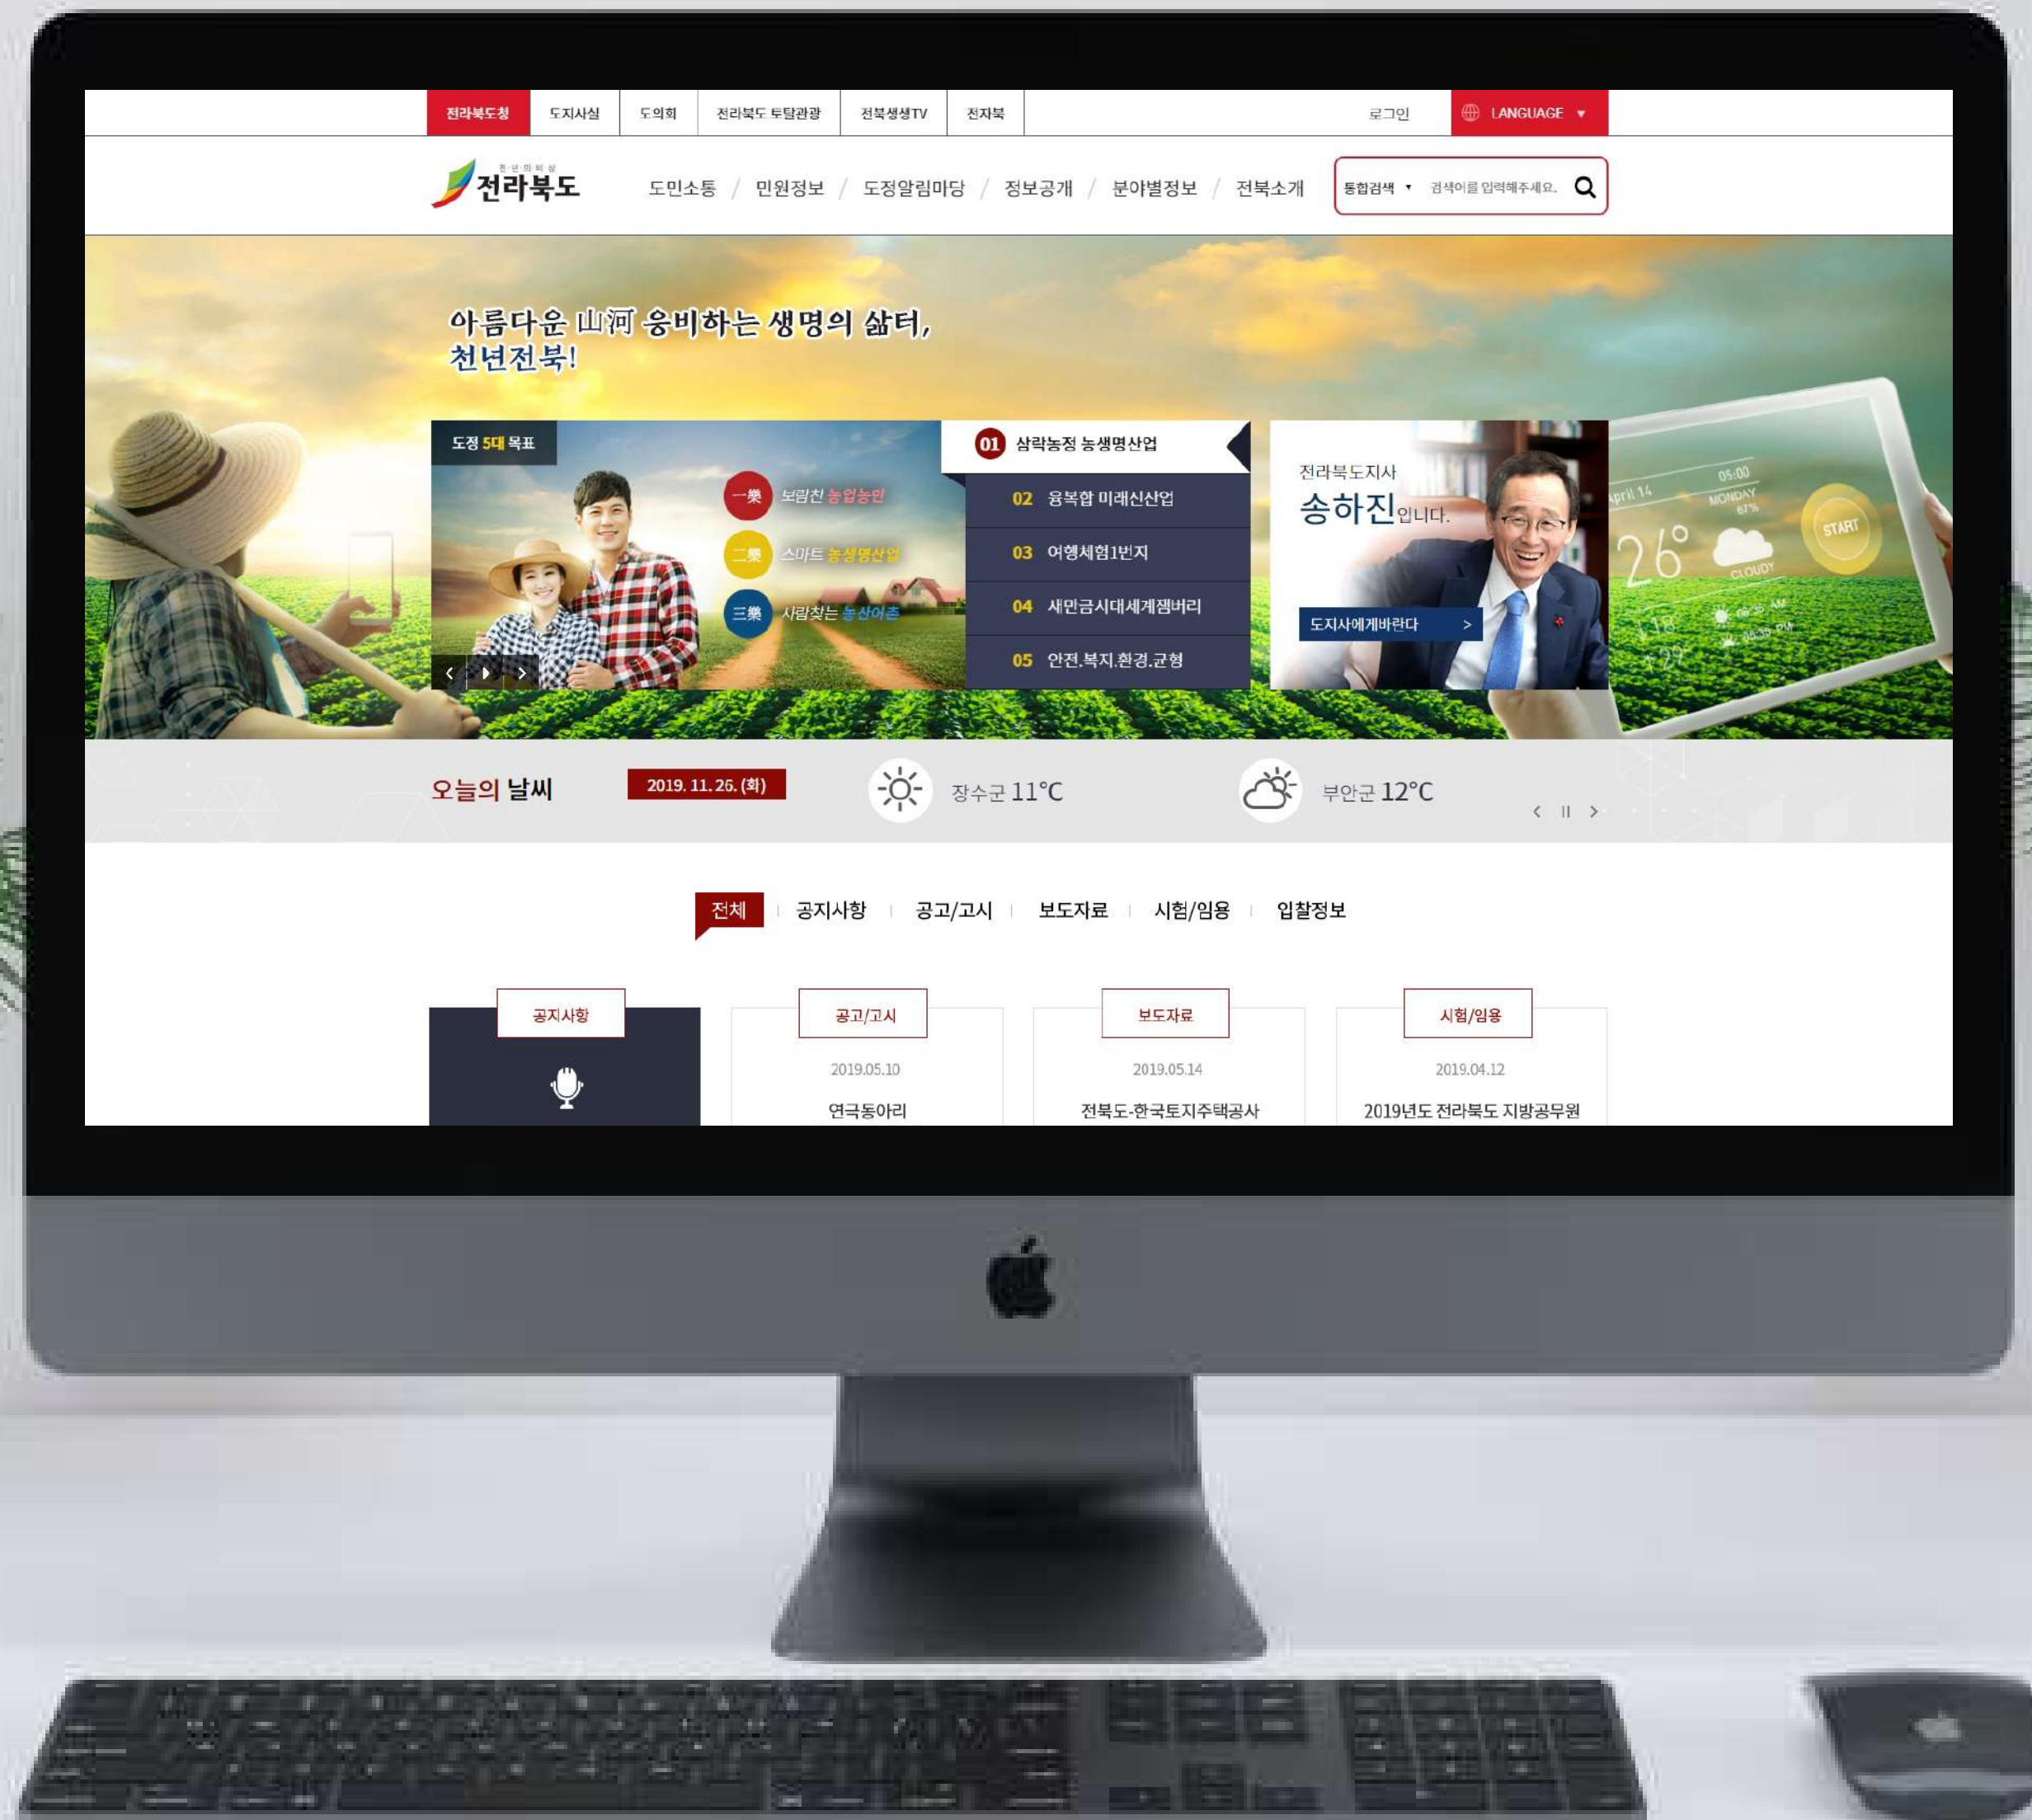 전라북도청
도지사실
도의회
전라북도 토탈관광
전북생생TV
전자북
로그인
LANGUAGE
천·년·의·비·상
전라북도
도민소통 / 민원정보 / 도정알림마당 / 정보공개 / 분야별정보 / 전북소개
통합검색
검색어를 입력해주세요.
아름다운 山河 웅비하는 생명의 삶터,
천년전북!
도정 5대 목표
一樂 보람찬 농업농민
二樂 스마트 농생명산업
三樂 사람찾는 농산어촌
01 삼락농정 농생명산업
02 융복합 미래신산업
03 여행체험1번지
04 새만금시대세계잼버리
05 안전.복지.환경.균형
전라북도지사
송하진입니다.
도지사에게바란다 >
April 14
05:00
MONDAY
67%
26°
CLOUDY
START
오늘의 날씨
2019. 11. 26. (화)
장수군 11°C
부안군 12°C
전체
공지사항
공고/고시
보도자료
시험/임용
입찰정보
공지사항
공고/고시
2019.05.10
연극동아리
보도자료
2019.05.14
전북도-한국토지주택공사
시험/임용
2019.04.12
2019년도 전라북도 지방공무원